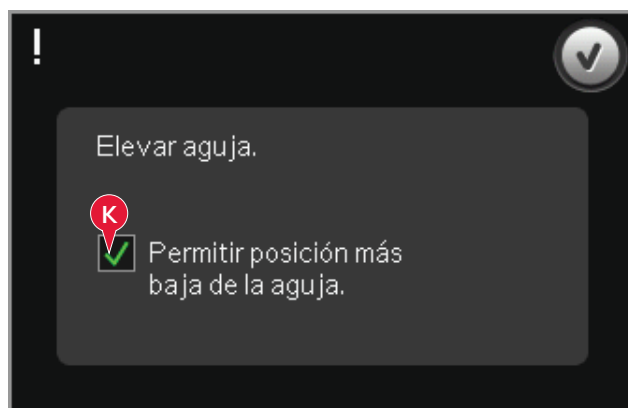 !
Elevar aguja.
K
Permitir posición más
baja de la aguja.